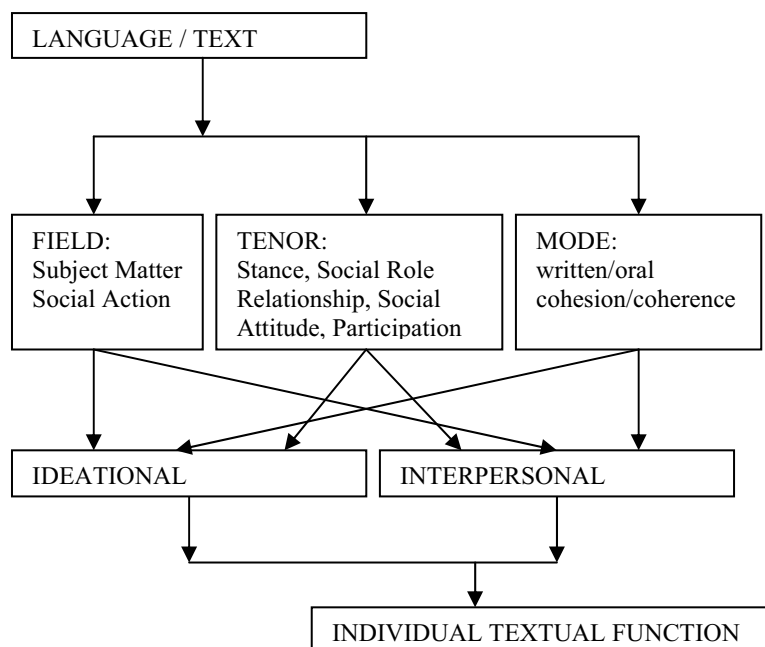 LANGUAGE / TEXT
FIELD:
Subject Matter
Social Action
TENOR:
Stance, Social Role
Relationship, Social
Attitude, Participation
MODE:
written/oral
cohesion/coherence
IDEATIONAL
INTERPERSONAL
INDIVIDUAL TEXTUAL FUNCTION